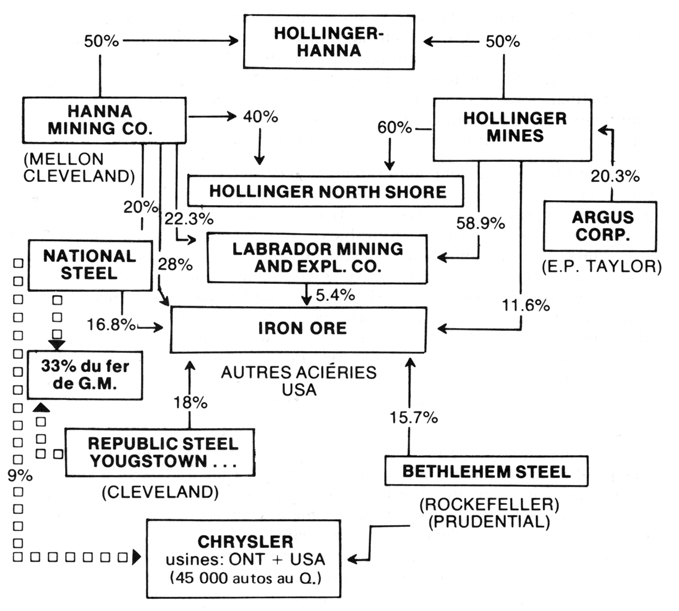 HOLLINGER-
HANNA
50%
50%
HANNA
MINING CO.
(MELLON
CLEVELAND)
40%
60%
HOLLINGER
MINES
20.3%
HOLLINGER NORTH SHORE
ARGUS
CORP.
(E.P. TAYLOR)
20%
22.3%
58.9%
NATIONAL
STEEL
28%
LABRADOR MINING
AND EXPL. CO.
5.4%
11.6%
16.8%
IRON ORE
33% du fer
de G.M.
AUTRES ACIÉRIES
USA
18%
15.7%
REPUBLIC STEEL
YOUGSTOWN ...
(CLEVELAND)
9%
BETHLEHEM STEEL
(ROCKEFELLER)
(PRUDENTIAL)
CHRYSLER
usines: ONT + USA
(45 000 autos au Q.)